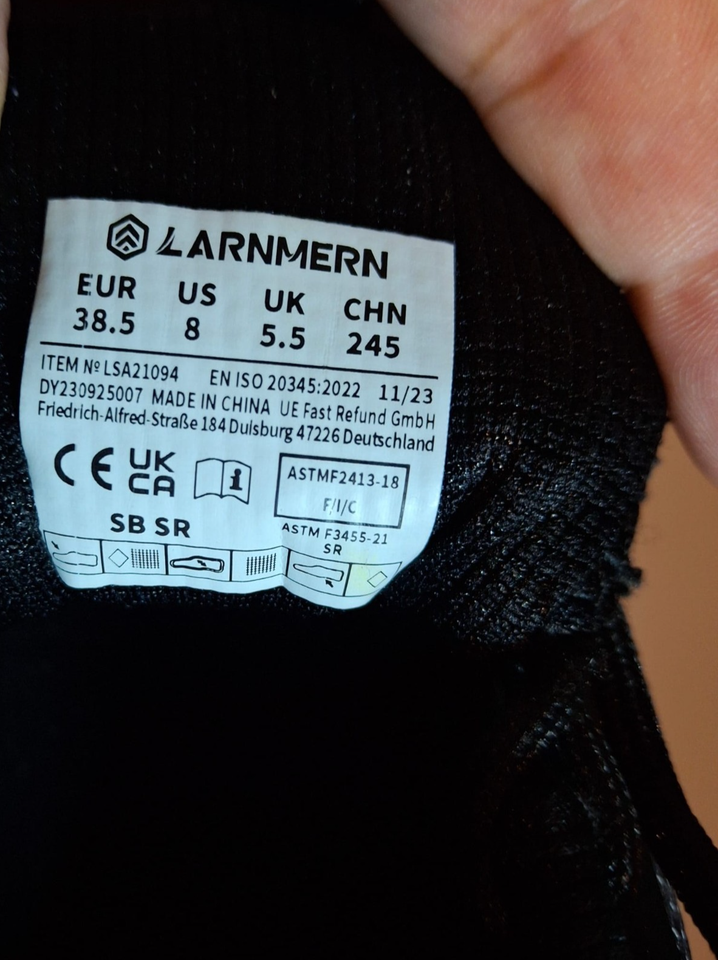 LARNMERN
EUR US UK CHN
38.5 8 5.5 245
ITEM Nº LSA21094 EN ISO 20345:2022 11/23
DY230925007 MADE IN CHINA UE Fast Refund GmbH
Friedrich-Alfred-Straße 184 Duisburg 47226 Deutschland
CE UK CA i
ASTMF2413-18
F/I/C
SB SR
ASTM F3455-21
SR